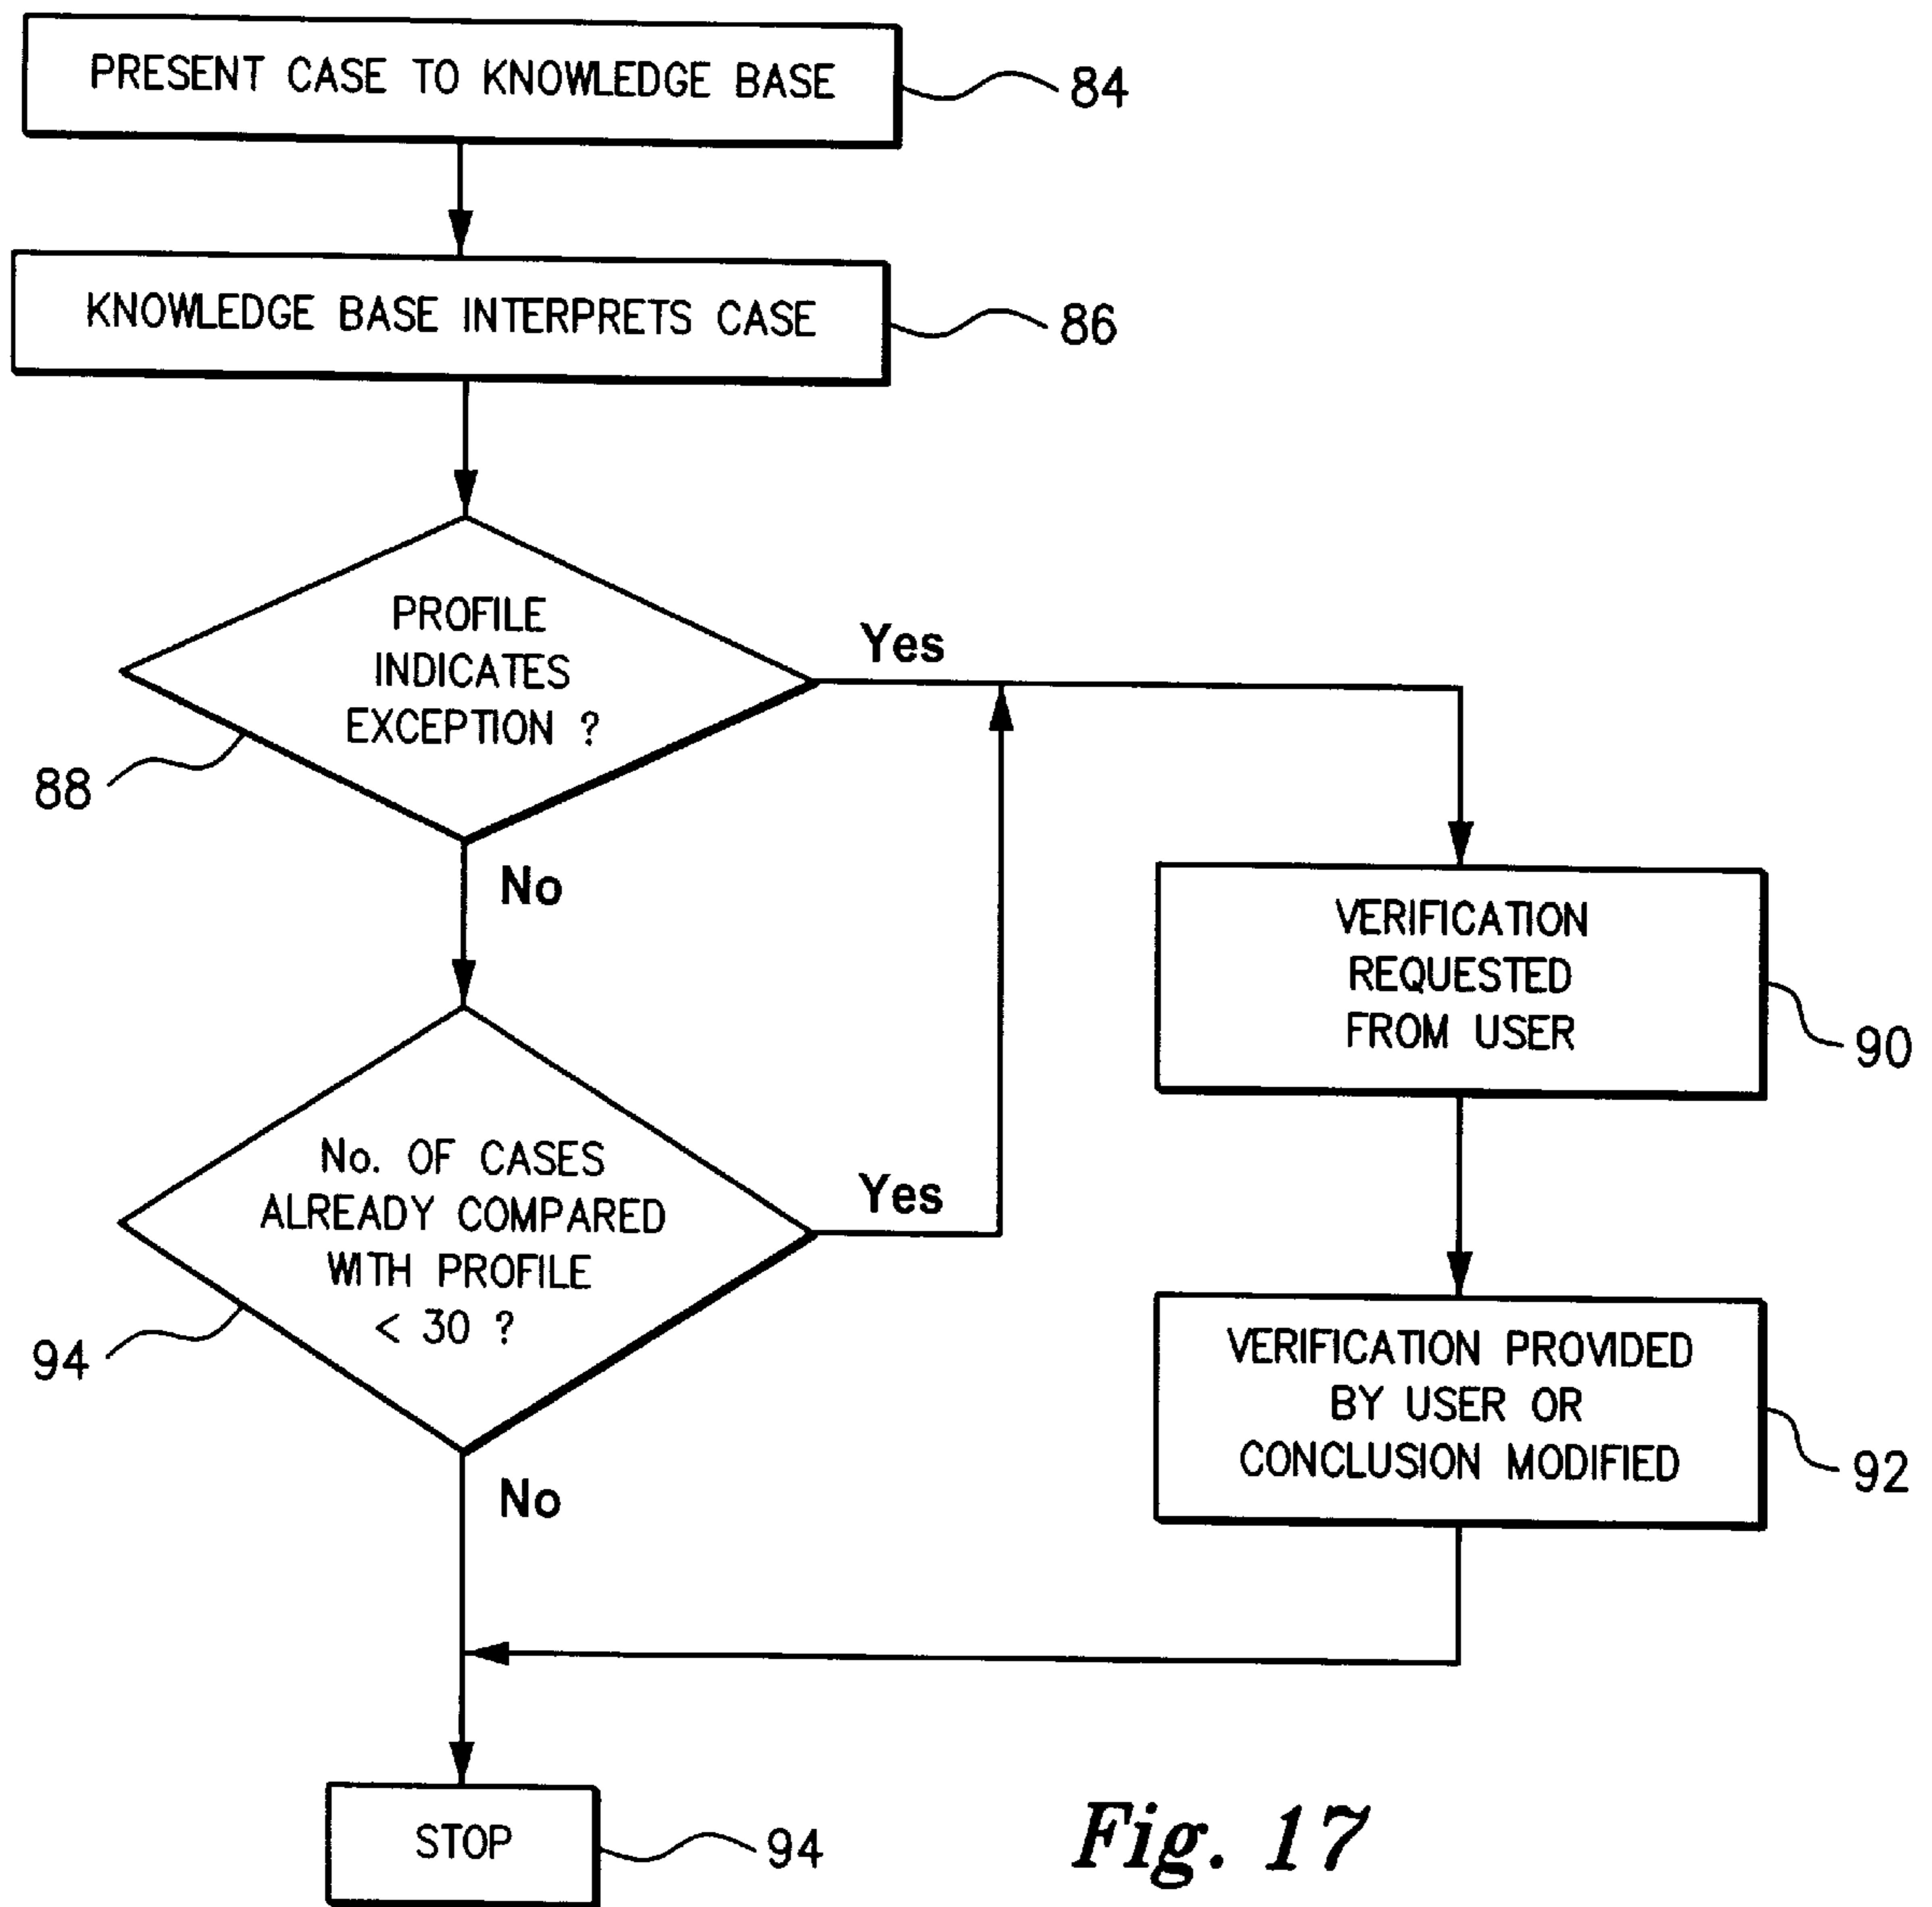 PRESENT CASE TO KNOWLEDGE BASE
84
KNOWLEDGE BASE INTERPRETS CASE
86
PROFILE
INDICATES
EXCEPTION ?
88
Yes
No
VERIFICATION
REQUESTED
FROM USER
90
No. OF CASES
ALREADY COMPARED
WITH PROFILE
< 30 ?
94
Yes
No
VERIFICATION PROVIDED
BY USER OR
CONCLUSION MODIFIED
92
STOP
94
Fig. 17